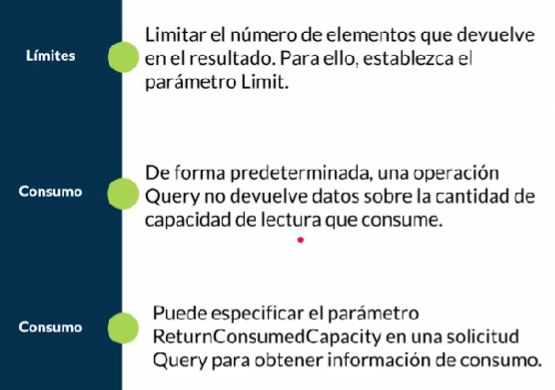 Límites
Limitar el número de elementos que devuelve
en el resultado. Para ello, establezca el
parámetro Limit.
Consumo
De forma predeterminada, una operación
Query no devuelve datos sobre la cantidad de
capacidad de lectura que consume.
Consumo
Puede especificar el parámetro
ReturnConsumedCapacity en una solicitud
Query para obtener información de consumo.